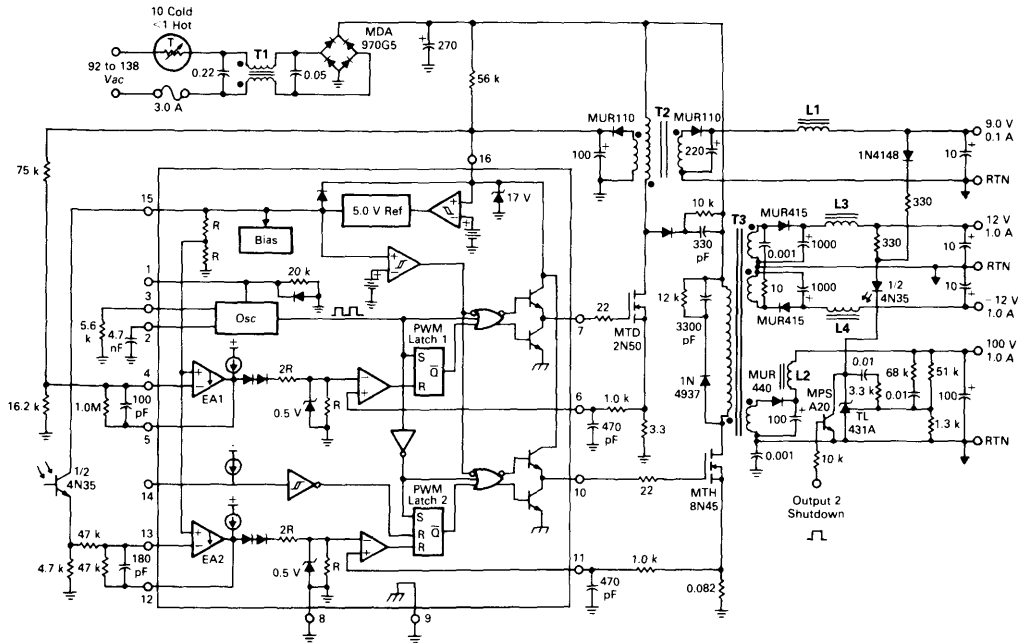 10 Cold
<1 Hot
T
92 to 138
Vac
3.0 A
0.22
T1
0.05
MDA
970G5
+
270
56 k
MUR110
T2
MUR110
L1
9.0 V
0.1 A
100
+
220
+
1N4148
10
+
RTN
75 k
16
15
R
R
Bias
5.0 V Ref
17 V
10 k
330
pF
T3
MUR415
L3
330
12 V
1.0 A
0.001
1000
+
330
10
+
RTN
10
1000
+
1/2
4N35
10
+
−12 V
1.0 A
MUR415
L4
1
3
2
5.6
k
4.7
nF
Osc
20 k
PWM
Latch 1
S
Q
R
7
22
MTD
2N50
12 k
3300
pF
1N
4937
4
100
pF
1.0M
16.2 k
5
EA1
2R
0.5 V
R
6
470
pF
1.0 k
3.3
MUR
440
L2
100
+
0.001
MPS
A20
0.01
3.3 k
TL
431A
68 k
0.01
51 k
1.3 k
100
+
100 V
1.0 A
RTN
10 k
Output 2
Shutdown
1/2
4N35
14
PWM
Latch 2
S
R
R
Q
10
22
MTH
8N45
47 k
13
180
pF
47 k
4.7 k
12
EA2
2R
0.5 V
R
11
470
pF
1.0 k
0.082
8
9